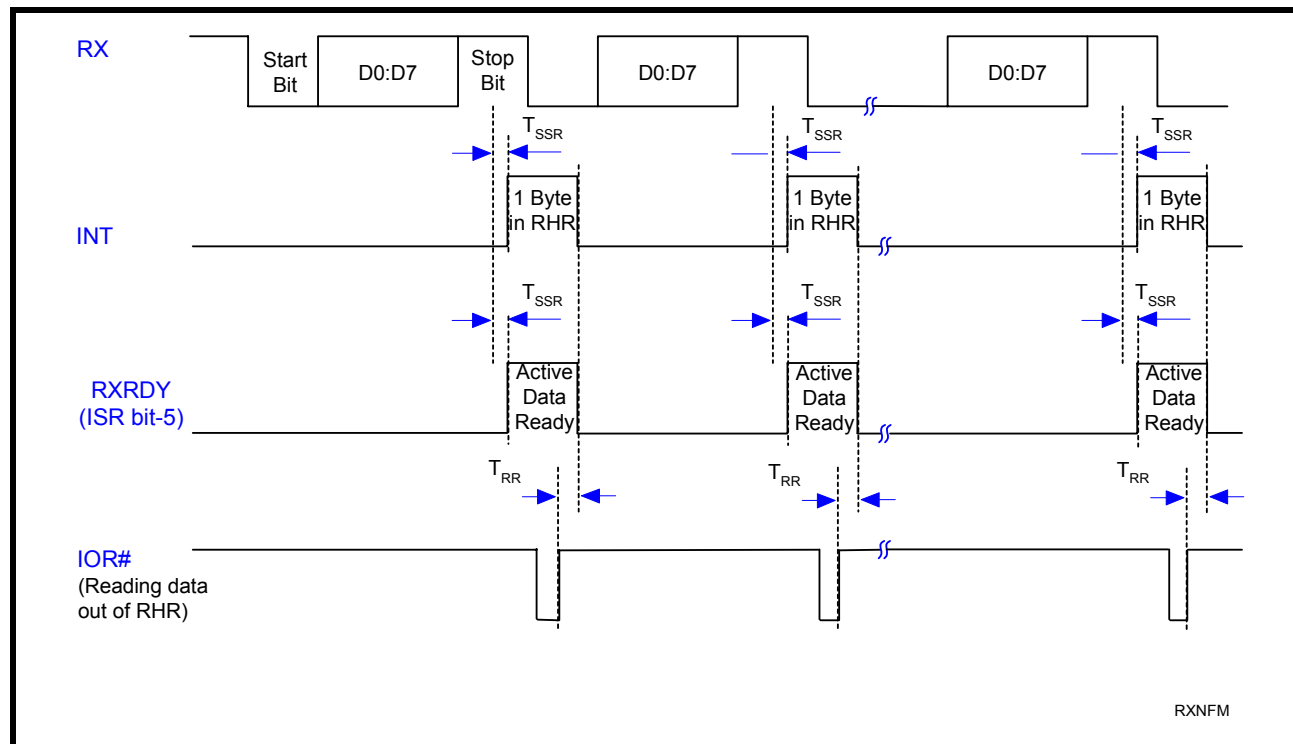 RX
Start
Bit
D0:D7
Stop
Bit
D0:D7
D0:D7
TSSR
TSSR
TSSR
INT
1 Byte
in RHR
1 Byte
in RHR
1 Byte
in RHR
TSSR
TSSR
TSSR
RXRDY
(ISR bit-5)
Active
Data
Ready
Active
Data
Ready
Active
Data
Ready
TRR
TRR
TRR
IOR#
(Reading data
out of RHR)
RXNFM